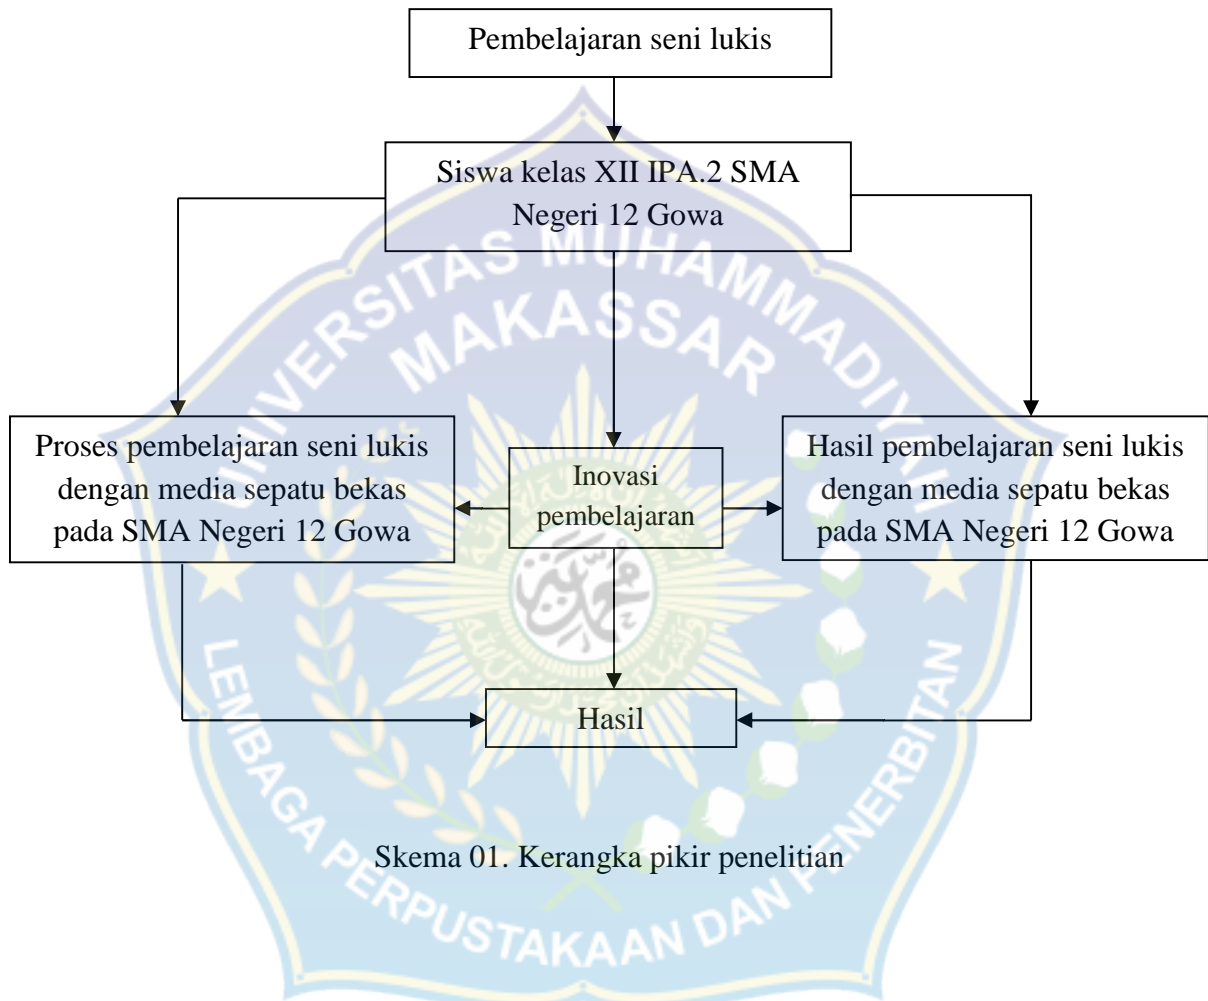 Pembelajaran seni lukis
Siswa kelas XII IPA.2 SMA
Negeri 12 Gowa
Proses pembelajaran seni lukis
dengan media sepatu bekas
pada SMA Negeri 12 Gowa
Inovasi
pembelajaran
Hasil pembelajaran seni lukis
dengan media sepatu bekas
pada SMA Negeri 12 Gowa
Hasil
Skema 01. Kerangka pikir penelitian
UNIVERSITAS MUHAMMADIYAH
MAKASSAR
LEMBAGA PERPUSTAKAAN DAN PENERBITAN